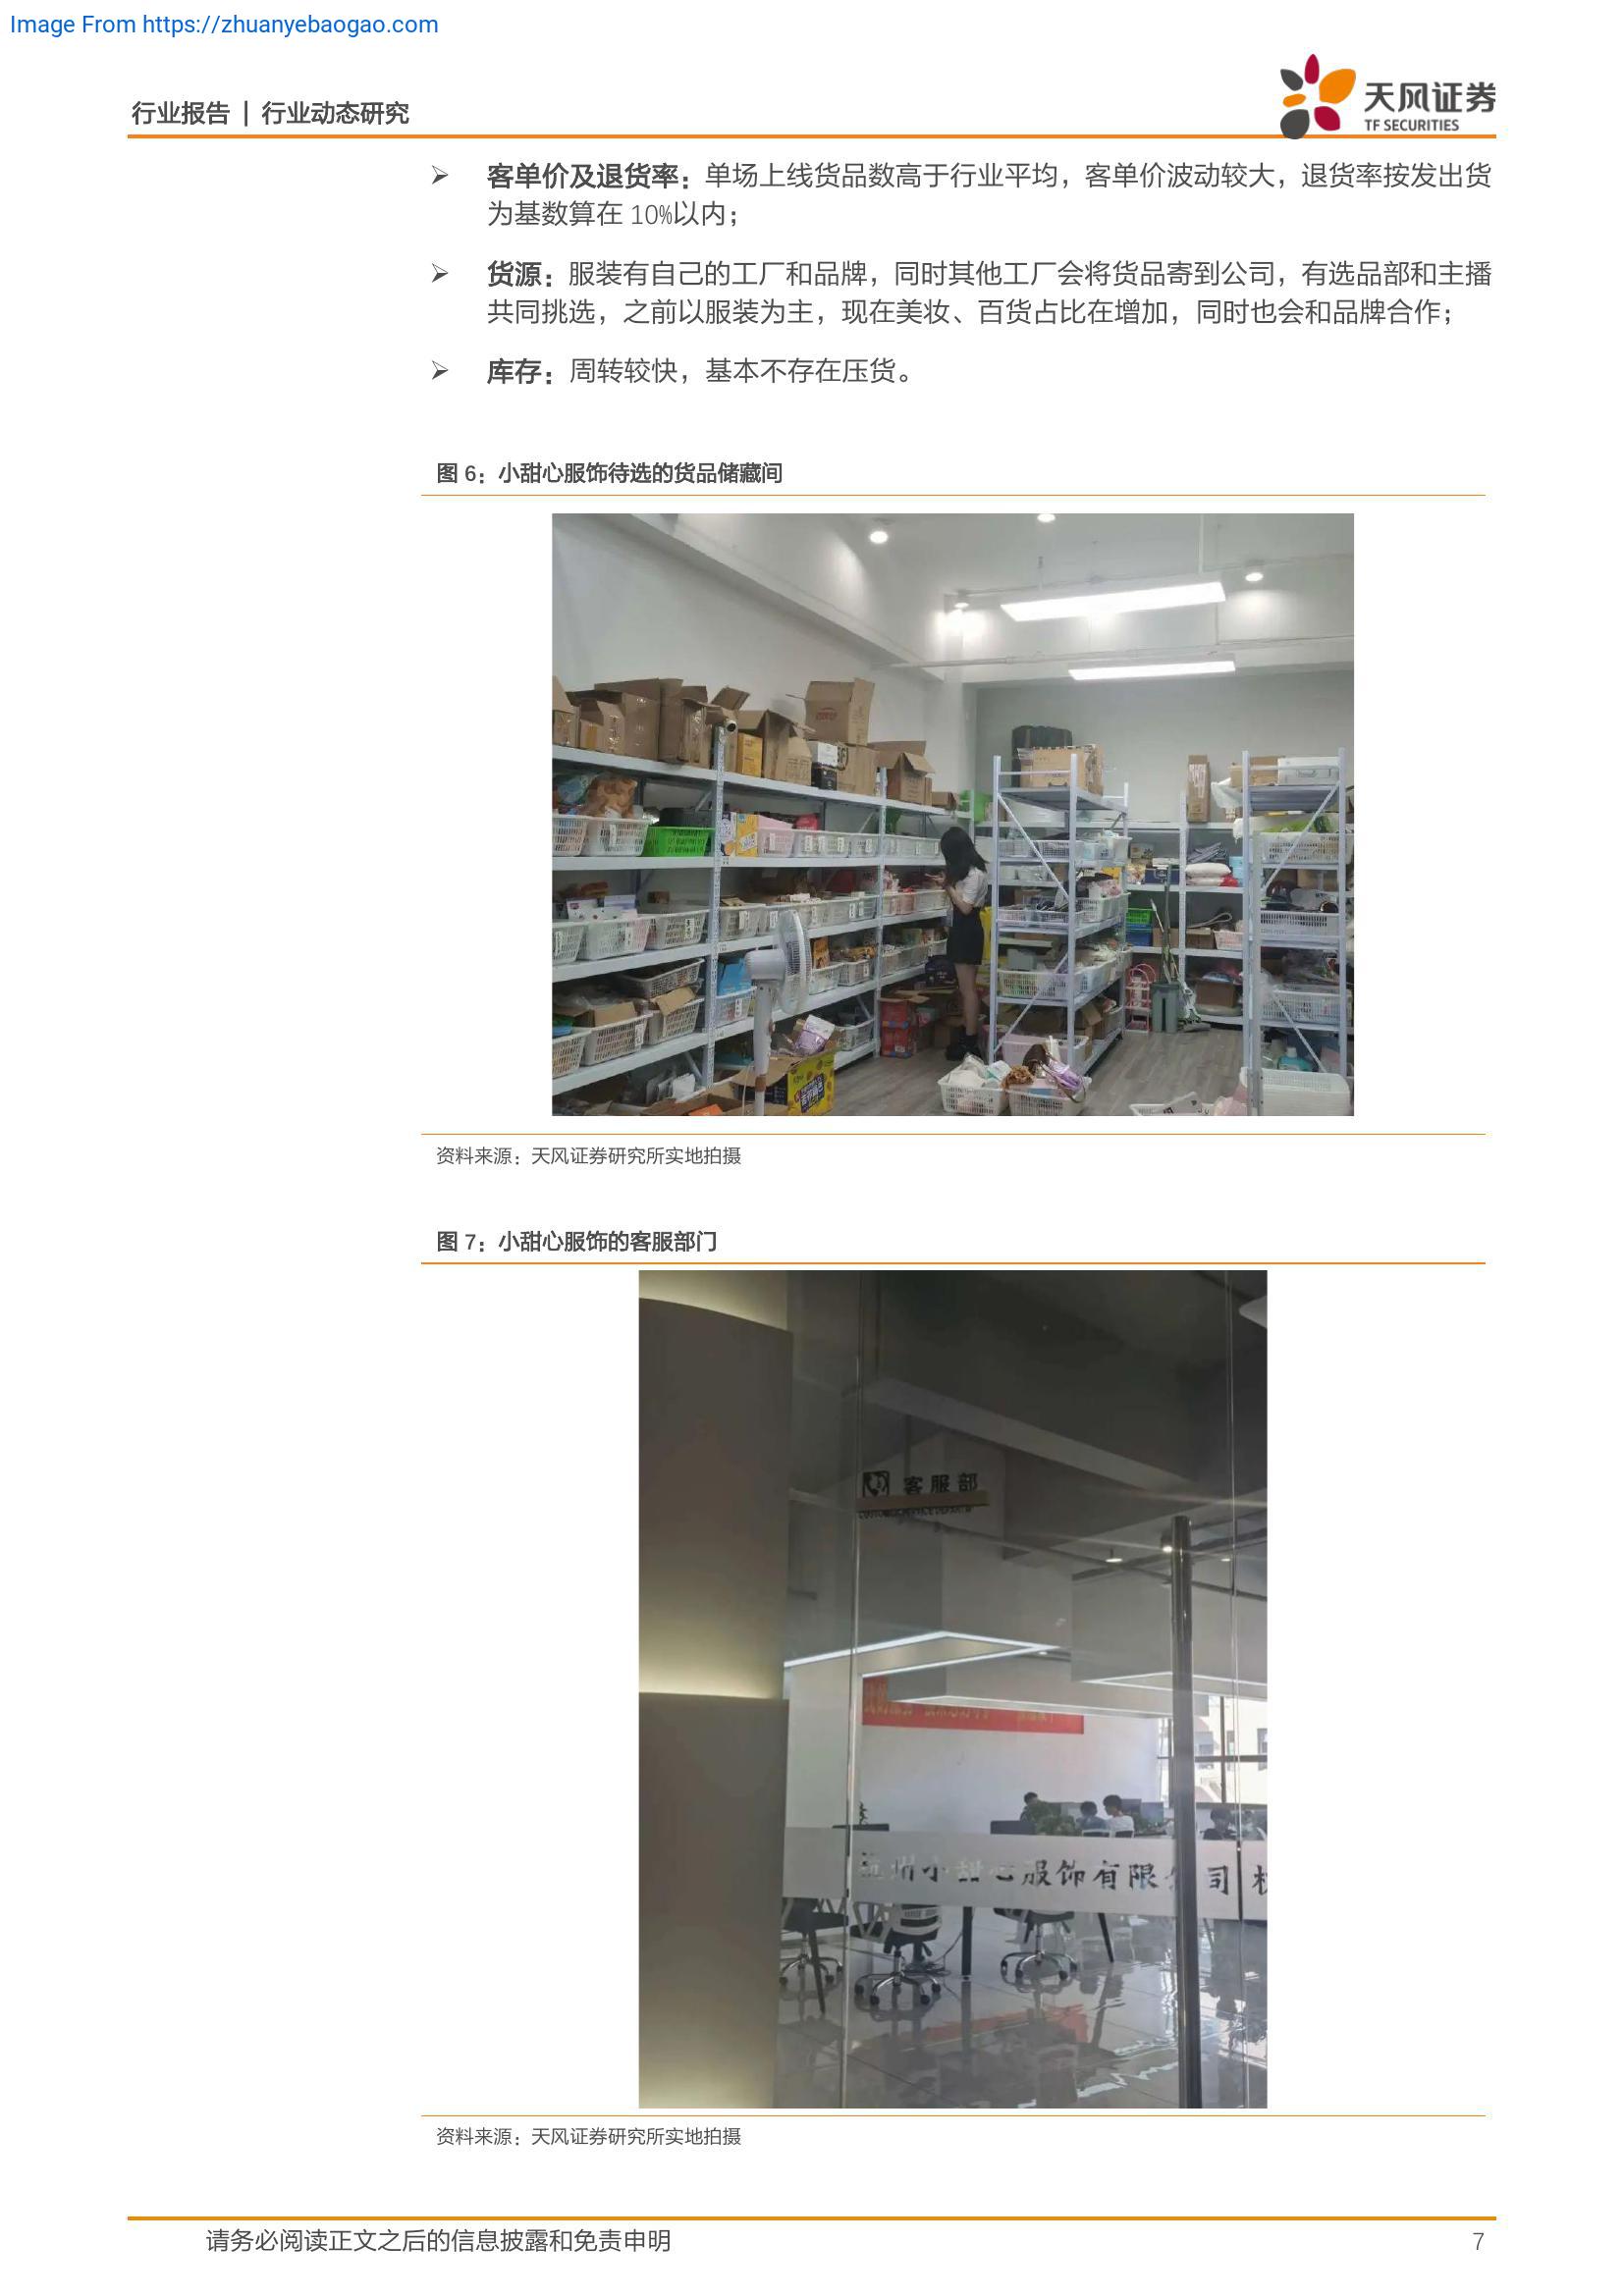 Image From https://zhuanyebaogao.com
行业报告 | 行业动态研究
天风证券
TF SECURITIES
➢ 客单价及退货率：单场上线货品数高于行业平均，客单价波动较大，退货率按发出货
为基数算在 10%以内；
➢ 货源：服装有自己的工厂和品牌，同时其他工厂会将货品寄到公司，有选品部和主播
共同挑选，之前以服装为主，现在美妆、百货占比在增加，同时也会和品牌合作；
➢ 库存：周转较快，基本不存在压货。
图 6：小甜心服饰待选的货品储藏间
资料来源：天风证券研究所实地拍摄
图 7：小甜心服饰的客服部门
客服部
杭州小甜心服饰有限公司 杭
资料来源：天风证券研究所实地拍摄
请务必阅读正文之后的信息披露和免责申明
7